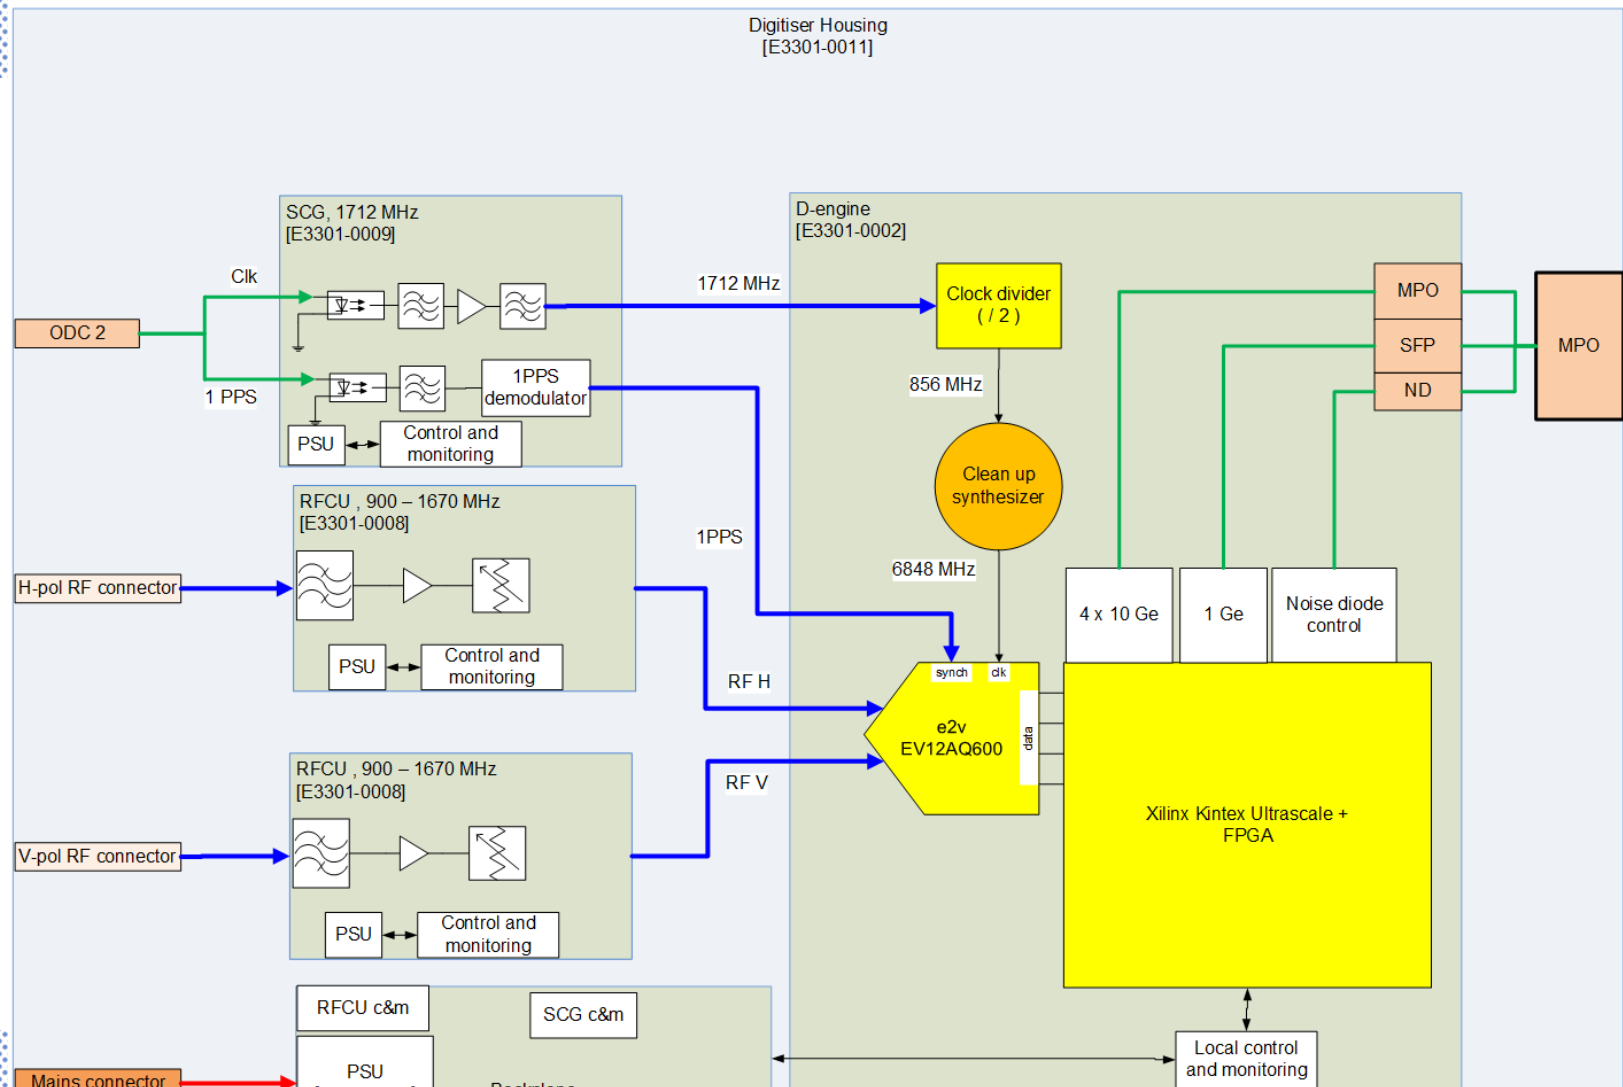 Digitiser Housing
[E3301-0011]
SCG, 1712 MHz
[E3301-0009]
Clk
ODC 2
1 PPS
1PPS
demodulator
PSU
Control and
monitoring
1712 MHz
D-engine
[E3301-0002]
Clock divider
( / 2 )
856 MHz
Clean up
synthesizer
6848 MHz
MPO
SFP
ND
MPO
RFCU , 900 – 1670 MHz
[E3301-0008]
H-pol RF connector
PSU
Control and
monitoring
1PPS
RF H
4 x 10 Ge
1 Ge
Noise diode
control
synch
clk
e2v
EV12AQ600
data
Xilinx Kintex Ultrascale +
FPGA
RFCU , 900 – 1670 MHz
[E3301-0008]
RF V
V-pol RF connector
PSU
Control and
monitoring
RFCU c&m
SCG c&m
PSU
Mains connector
Backplane
Local control
and monitoring